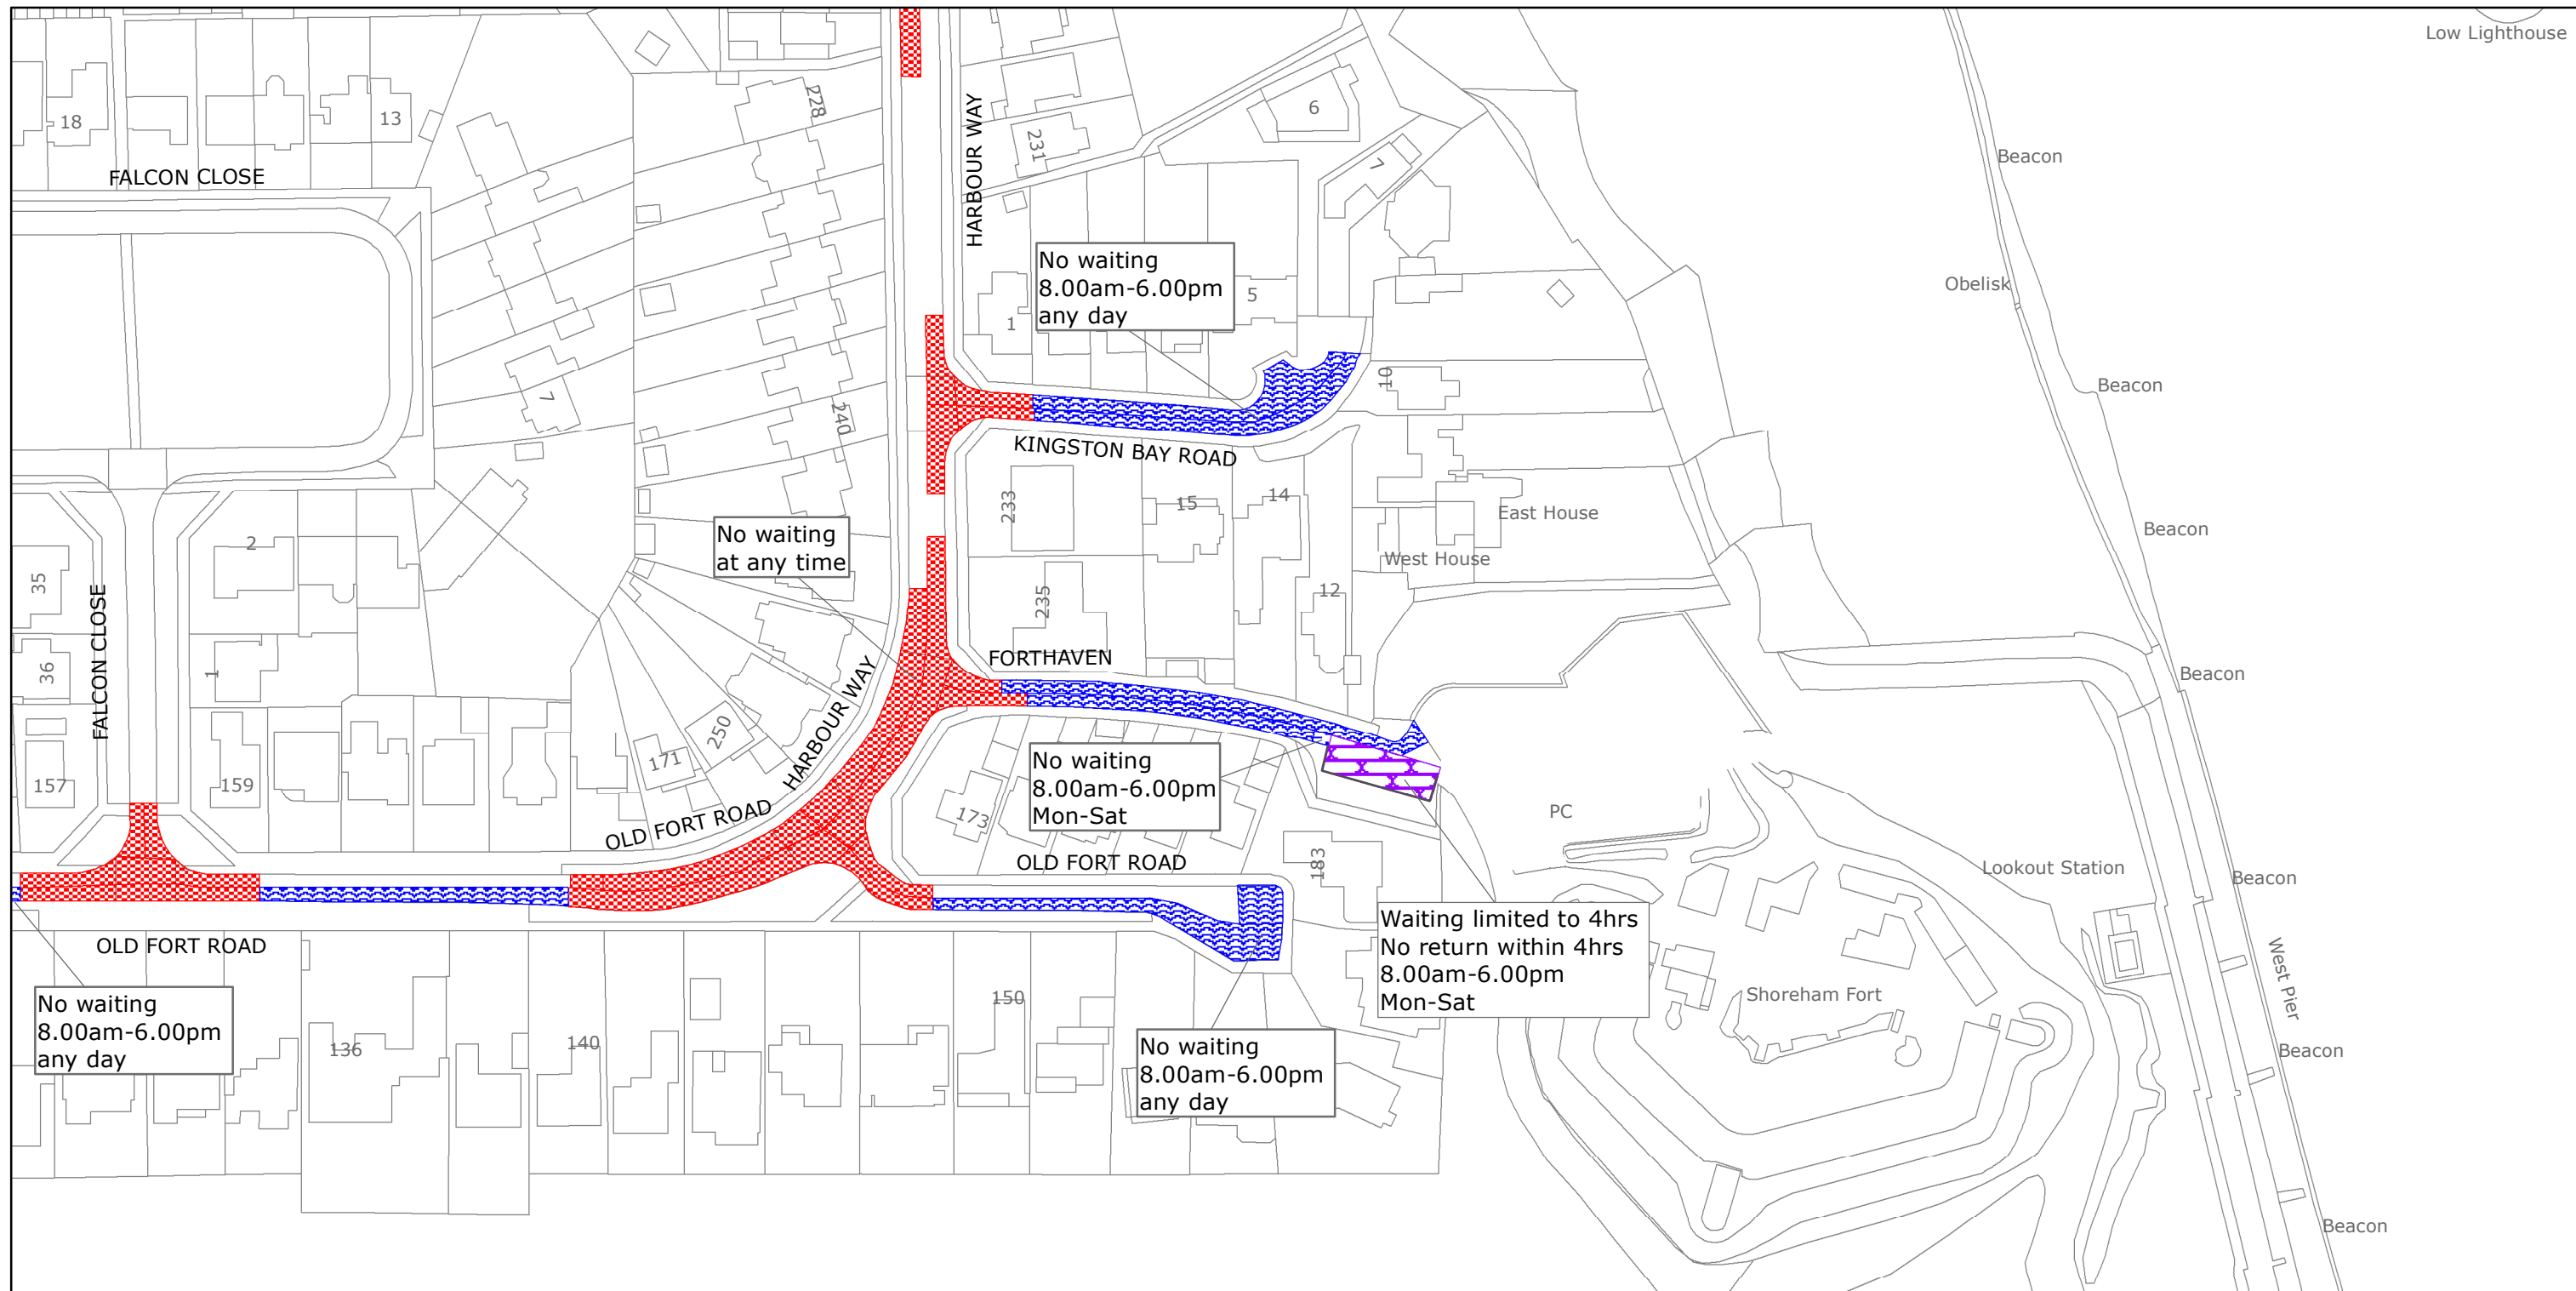 Low Lighthouse
18
13
FALCON CLOSE
228
HARBOUR WAY
231
6
7
Beacon
Obelisk
No waiting
8.00am-6.00pm
any day
1
5
7
240
10
Beacon
KINGSTON BAY ROAD
233
15
14
East House
West House
Beacon
No waiting
at any time
2
35
FALCON CLOSE
36
1
235
12
FORTHAVEN
HARBOUR WAY
Beacon
157
159
171
250
OLD FORT ROAD
173
No waiting
8.00am-6.00pm
Mon-Sat
PC
OLD FORT ROAD
183
Lookout Station
Beacon
OLD FORT ROAD
Waiting limited to 4hrs
No return within 4hrs
8.00am-6.00pm
Mon-Sat
West Pier
Shoreham Fort
No waiting
8.00am-6.00pm
any day
136
140
150
No waiting
8.00am-6.00pm
any day
Beacon
Beacon